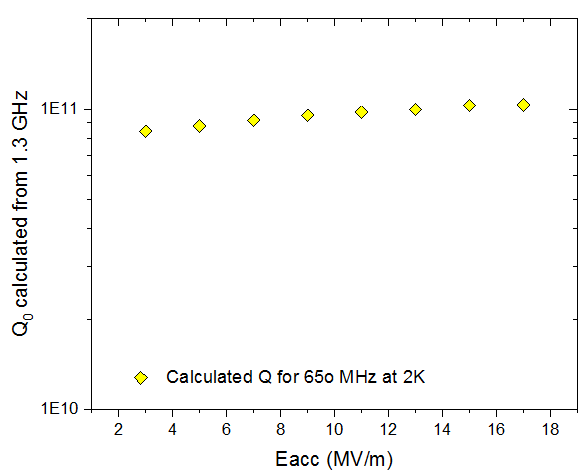 Q0 calculated from 1.3 GHz
1E11
1E10
Calculated Q for 65o MHz at 2K
2 4 6 8 10 12 14 16 18
Eacc (MV/m)